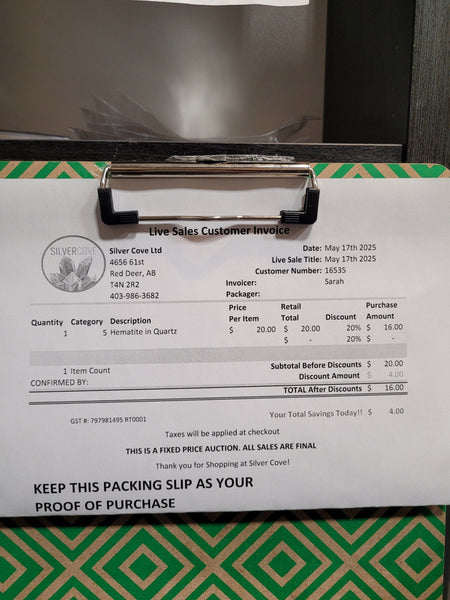 Live Sales Customer Invoice
SILVERCOVE
Silver Cove Ltd
4656 61st
Red Deer, AB
T4N 2R2
403-986-3682
Date: May 17th 2025
Live Sale Title: May 17th 2025
Customer Number: 16535
Invoicer: Sarah
Packager:
Quantity Category Description Price Per Item Retail Total Discount Purchase Amount
1 5 Hematite in Quartz $ 20.00 $ 20.00 20% $ 16.00
$ - 20% $ -
1 Item Count
CONFIRMED BY:
Subtotal Before Discounts $ 20.00
Discount Amount $ 4.00
TOTAL After Discounts $ 16.00
GST #: 797981495 RT0001
Your Total Savings Today!! $ 4.00
Taxes will be applied at checkout
THIS IS A FIXED PRICE AUCTION. ALL SALES ARE FINAL
Thank you for Shopping at Silver Cove!
KEEP THIS PACKING SLIP AS YOUR
PROOF OF PURCHASE